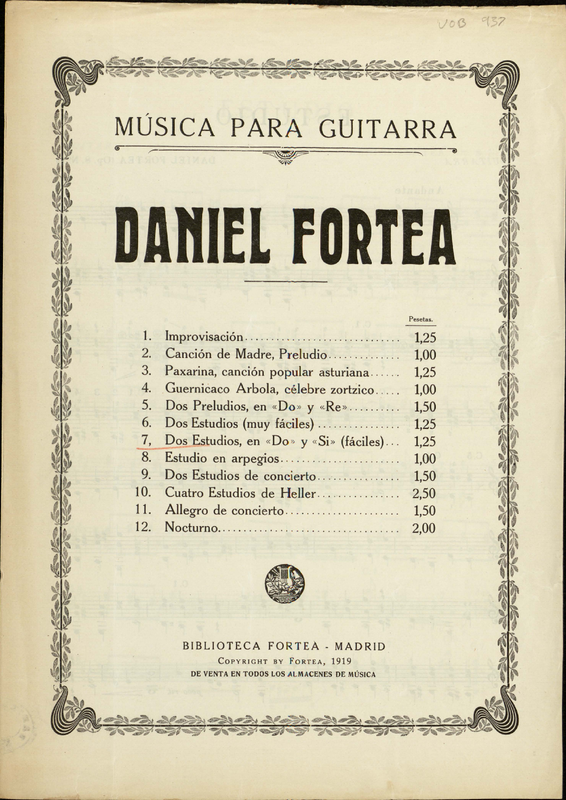 VOB 937
MÚSICA PARA GUITARRA
DANIEL FORTEA
Pesetas.
1. Improvisación 1,25
2. Canción de Madre, Preludio 1,00
3. Paxarina, canción popular asturiana 1,25
4. Guernicaco Arbola, célebre zortzico 1,00
5. Dos Preludios, en «Do» y «Re» 1,50
6. Dos Estudios (muy fáciles) 1,25
7, Dos Estudios, en «Do» y «Si» (fáciles) 1,25
8. Estudio en arpegios 1,00
9. Dos Estudios de concierto 1,50
10. Cuatro Estudios de Heller 2,50
11. Allegro de concierto 1,50
12. Nocturno. 2,00
BIBLIOTECA FORTEA - MADRID
COPYRIGHT BY FORTEA, 1919
DE VENTA EN TODOS LOS ALMACENES DE MÚSICA